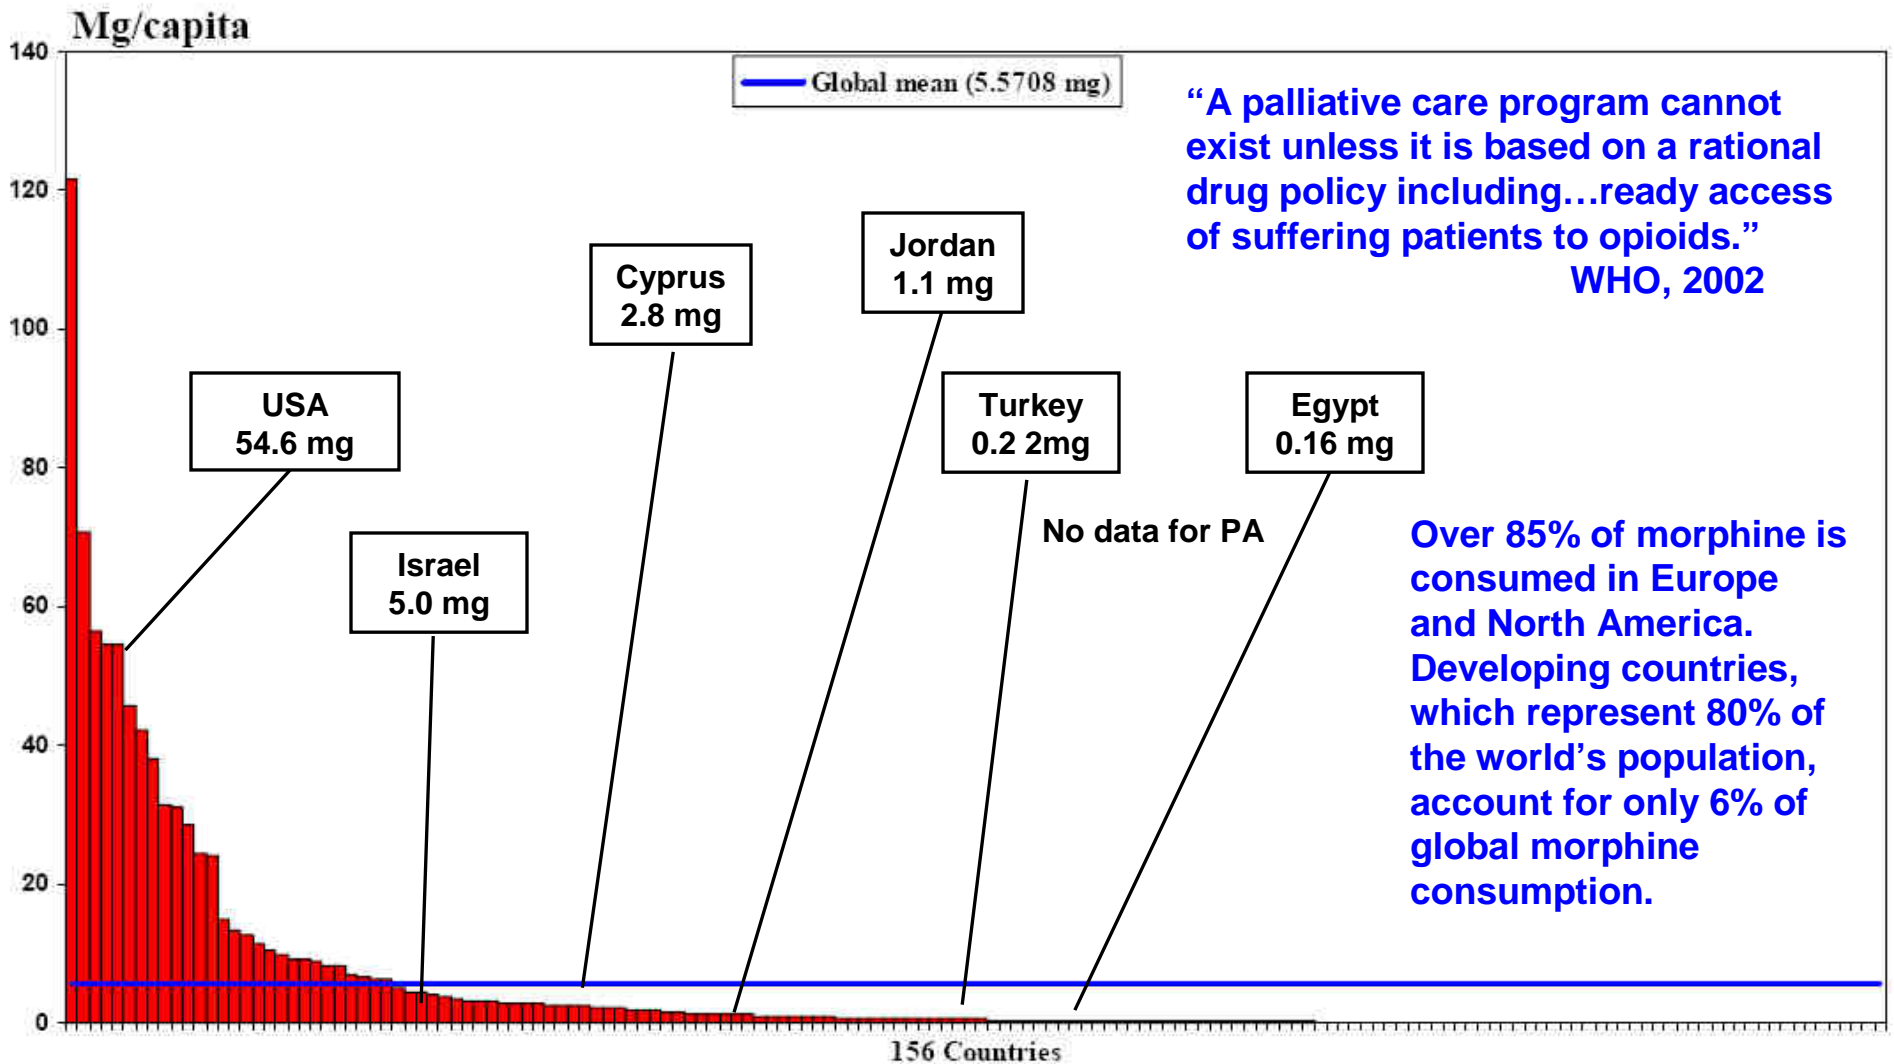 Mg/capita
140
120
100
80
60
40
20
0
Global mean (5.5708 mg)
“A palliative care program cannot
exist unless it is based on a rational
drug policy including…ready access
of suffering patients to opioids.”
WHO, 2002
Jordan
1.1 mg
Cyprus
2.8 mg
USA
54.6 mg
Turkey
0.2 2mg
Egypt
0.16 mg
Israel
5.0 mg
No data for PA
Over 85% of morphine is
consumed in Europe
and North America.
Developing countries,
which represent 80% of
the world’s population,
account for only 6% of
global morphine
consumption.
156 Countries